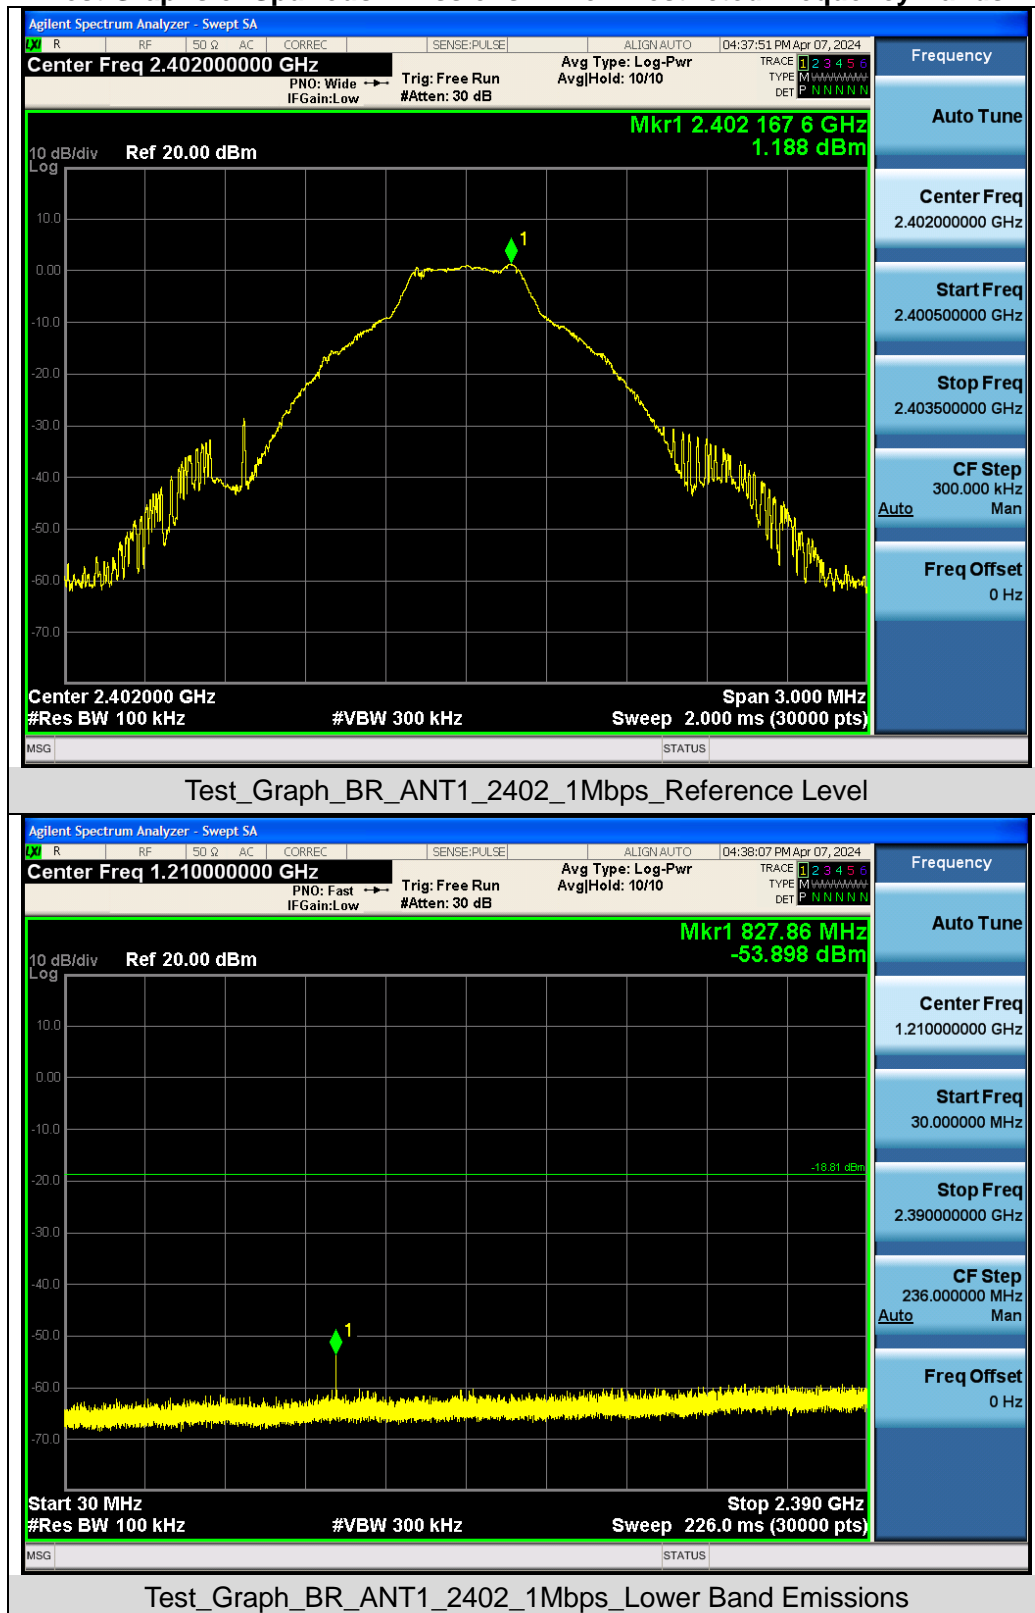 Agilent Spectrum Analyzer - Swept SA
LXI R RF 50 Ω AC CORREC SENSE:PULSE ALIGN AUTO 04:37:51 PM Apr 07, 2024
Center Freq 2.402000000 GHz
PNO: Wide
IFGain:Low
Trig: Free Run
#Atten: 30 dB
Avg Type: Log-Pwr
Avg|Hold: 10/10
TRACE 1 2 3 4 5 6
TYPE M
DET P N N N N N
Mkr1 2.402 167 6 GHz
1.188 dBm
10 dB/div Ref 20.00 dBm
Log
10.0
0.00
-10.0
-20.0
-30.0
-40.0
-50.0
-60.0
-70.0
1
Center 2.402000 GHz Span 3.000 MHz
#Res BW 100 kHz #VBW 300 kHz Sweep 2.000 ms (30000 pts)
MSG STATUS
Frequency
Auto Tune
Center Freq
2.402000000 GHz
Start Freq
2.400500000 GHz
Stop Freq
2.403500000 GHz
CF Step
300.000 kHz
Auto Man
Freq Offset
0 Hz
Test_Graph_BR_ANT1_2402_1Mbps_Reference Level
Agilent Spectrum Analyzer - Swept SA
LXI R RF 50 Ω AC CORREC SENSE:PULSE ALIGN AUTO 04:38:07 PM Apr 07, 2024
Center Freq 1.210000000 GHz
PNO: Fast
IFGain:Low
Trig: Free Run
#Atten: 30 dB
Avg Type: Log-Pwr
Avg|Hold: 10/10
TRACE 1 2 3 4 5 6
TYPE M
DET P N N N N N
Mkr1 827.86 MHz
-53.898 dBm
10 dB/div Ref 20.00 dBm
Log
10.0
0.00
-10.0
-20.0
-30.0
-40.0
-50.0
-60.0
-70.0
-18.81 dBm
1
Start 30 MHz Stop 2.390 GHz
#Res BW 100 kHz #VBW 300 kHz Sweep 226.0 ms (30000 pts)
MSG STATUS
Frequency
Auto Tune
Center Freq
1.210000000 GHz
Start Freq
30.000000 MHz
Stop Freq
2.390000000 GHz
CF Step
236.000000 MHz
Auto Man
Freq Offset
0 Hz
Test_Graph_BR_ANT1_2402_1Mbps_Lower Band Emissions